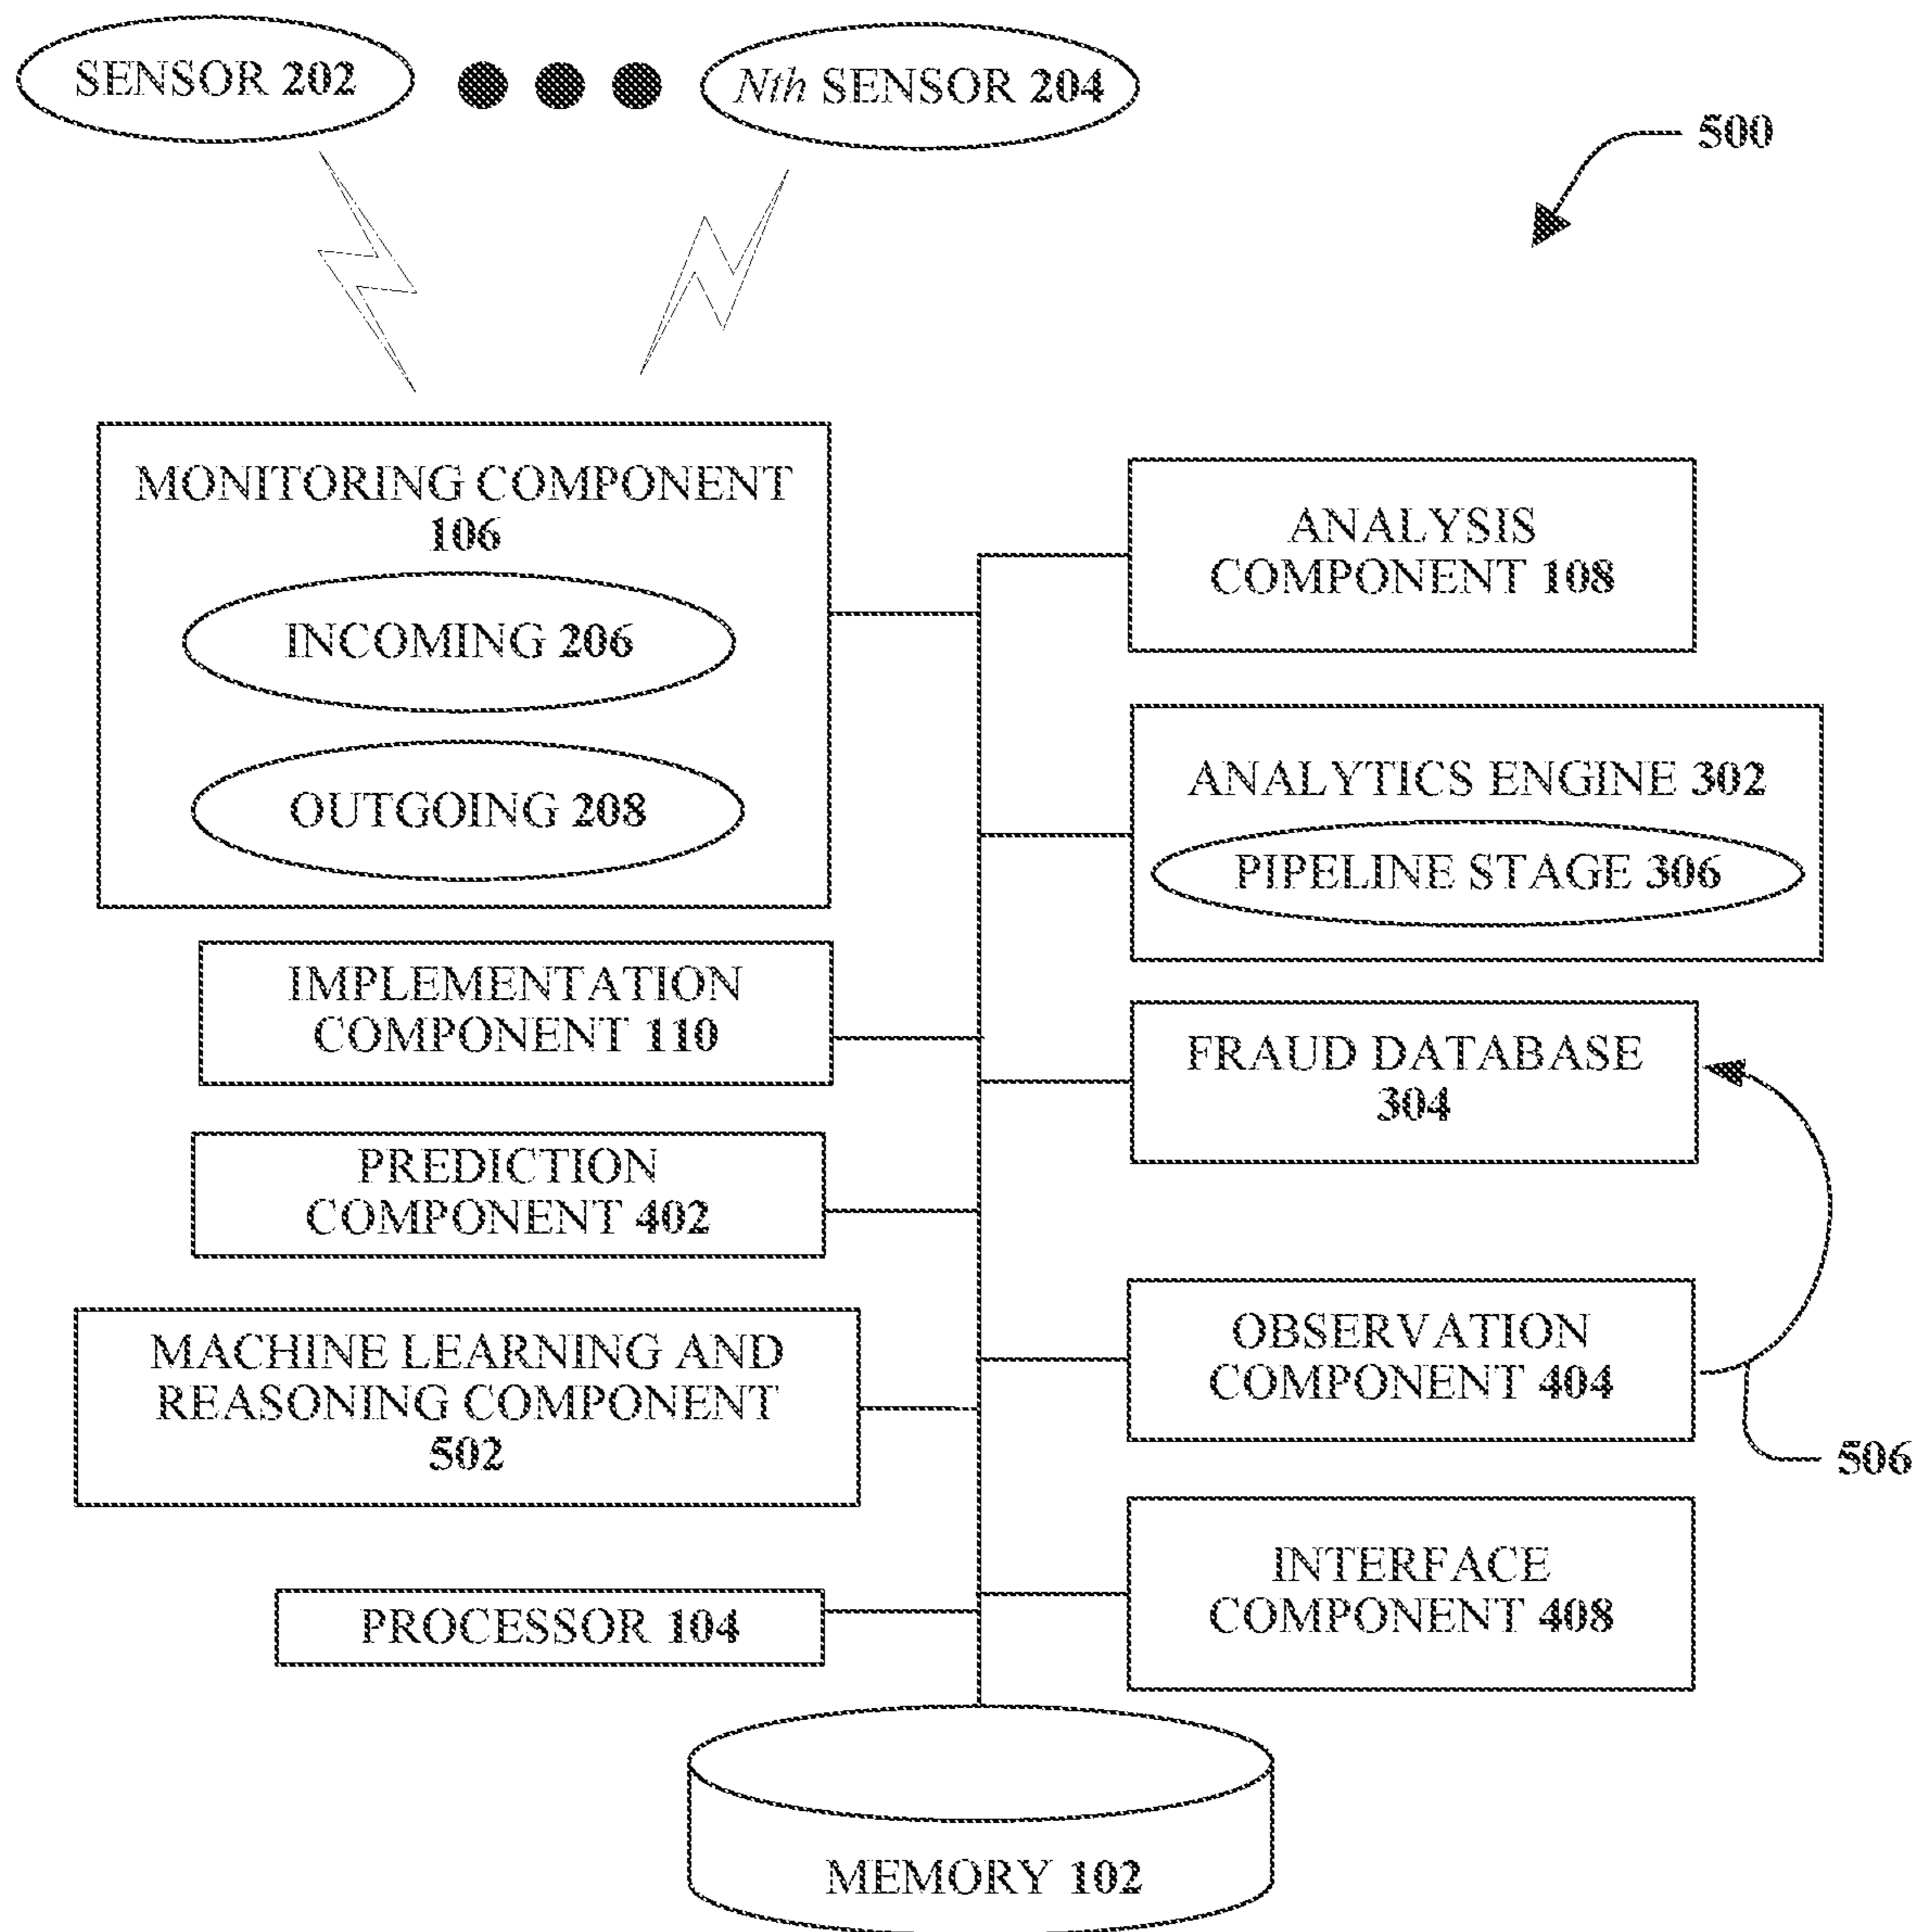 SENSOR 202
Nth SENSOR 204
500
MONITORING COMPONENT
106
INCOMING 206
OUTGOING 208
ANALYSIS
COMPONENT 108
ANALYTICS ENGINE 302
PIPELINE STAGE 306
IMPLEMENTATION
COMPONENT 110
FRAUD DATABASE
304
PREDICTION
COMPONENT 402
OBSERVATION
COMPONENT 404
506
MACHINE LEARNING AND
REASONING COMPONENT
502
INTERFACE
COMPONENT 408
PROCESSOR 104
MEMORY 102